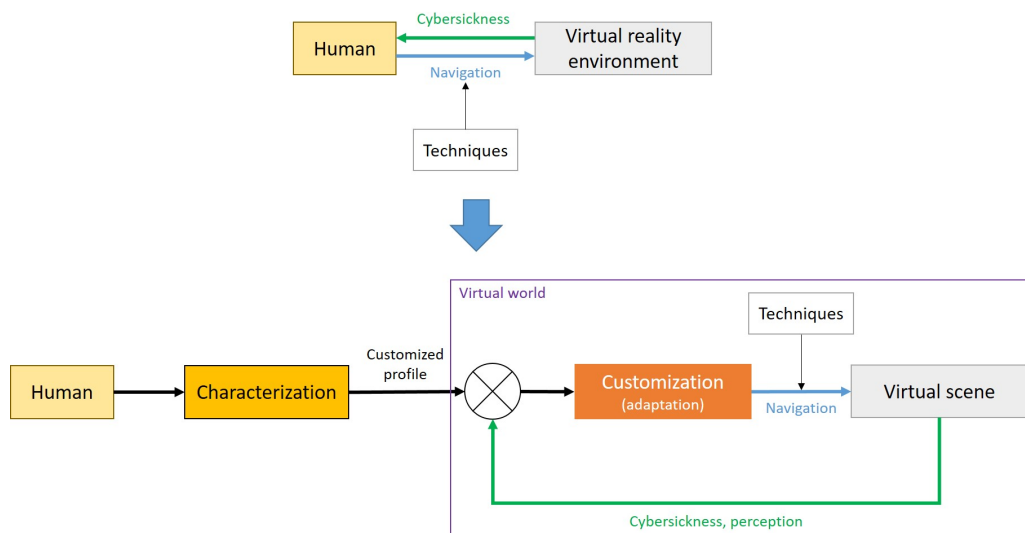 Cybersickness
Human
Virtual reality
environment
Navigation
Techniques
Virtual world
Techniques
Customized
profile
Human
Characterization
Customization
(adaptation)
Navigation
Virtual scene
Cybersickness, perception